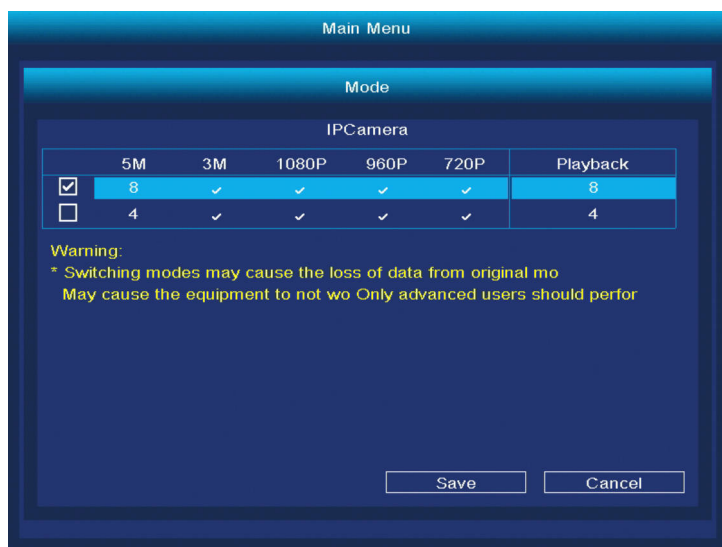 Main Menu
Mode
IPCamera
5M 3M 1080P 960P 720P Playback
8 8
4 4
Warning:
* Switching modes may cause the loss of data from original mo
May cause the equipment to not wo Only advanced users should perfor
Save Cancel